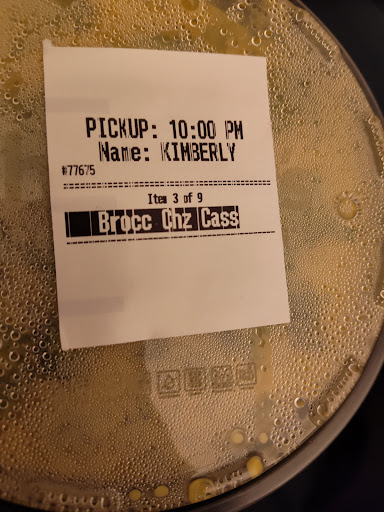 PICKUP: 10:00 PM
Name: KIMBERLY
#77675
Item 3 of 9
Brocc Chz Cass